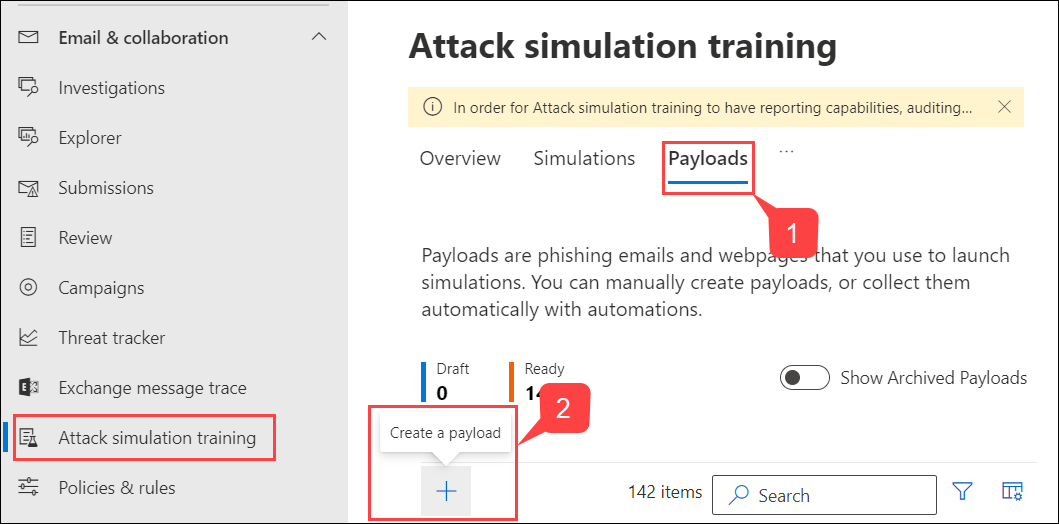 Email & collaboration
Investigations
Explorer
Submissions
Review
Campaigns
Threat tracker
Exchange message trace
Attack simulation training
Policies & rules
Attack simulation training
In order for Attack simulation training to have reporting capabilities, auditing...
Overview Simulations Payloads ...
1
Payloads are phishing emails and webpages that you use to launch
simulations. You can manually create payloads, or collect them
automatically with automations.
Draft Ready
0
Show Archived Payloads
2
Create a payload
142 items Search